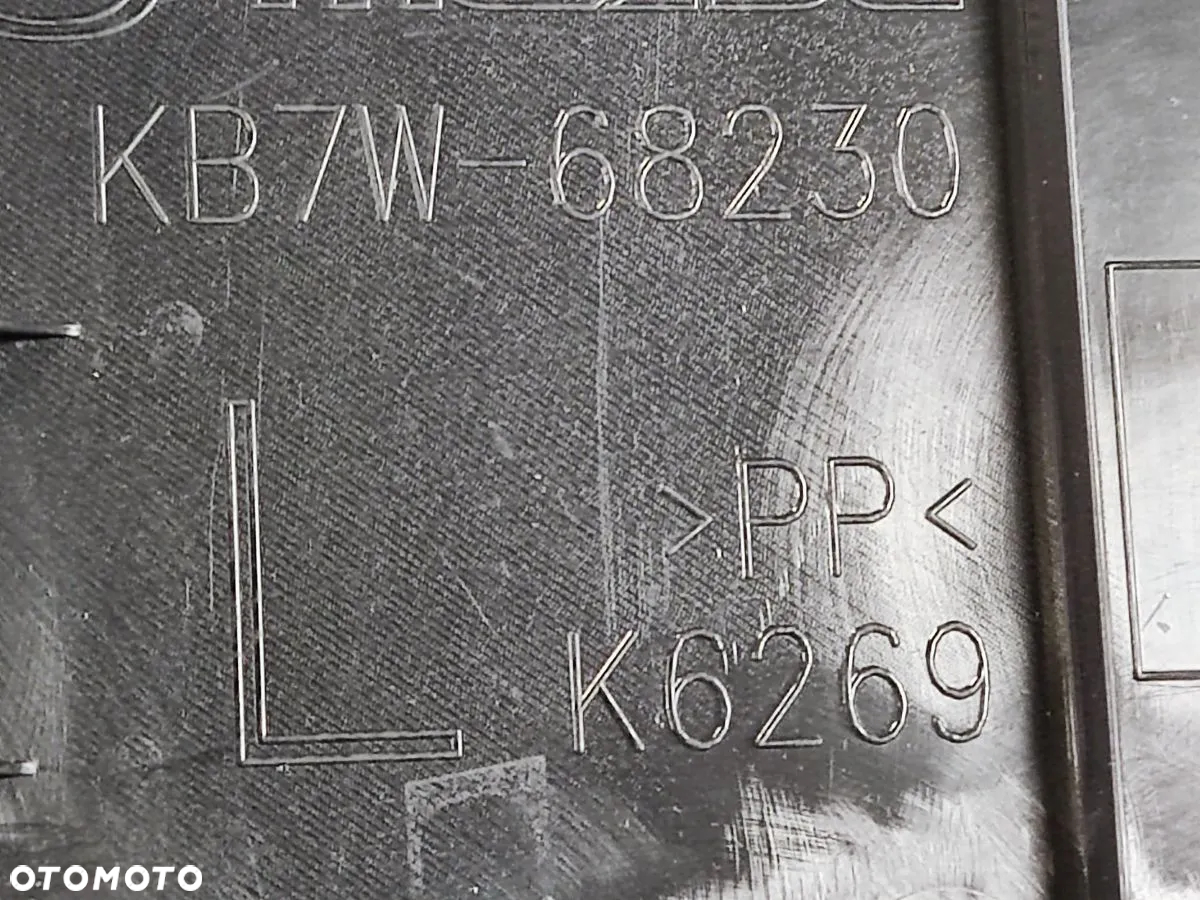 KB7W-68230
L
>PP<
K6269
OTOMOTO